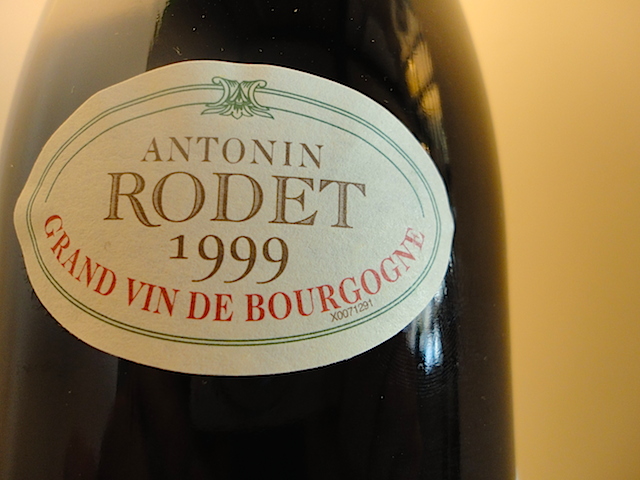 ANTONIN
RODET
1999
GRAND VIN DE BOURGOGNE
X0071291